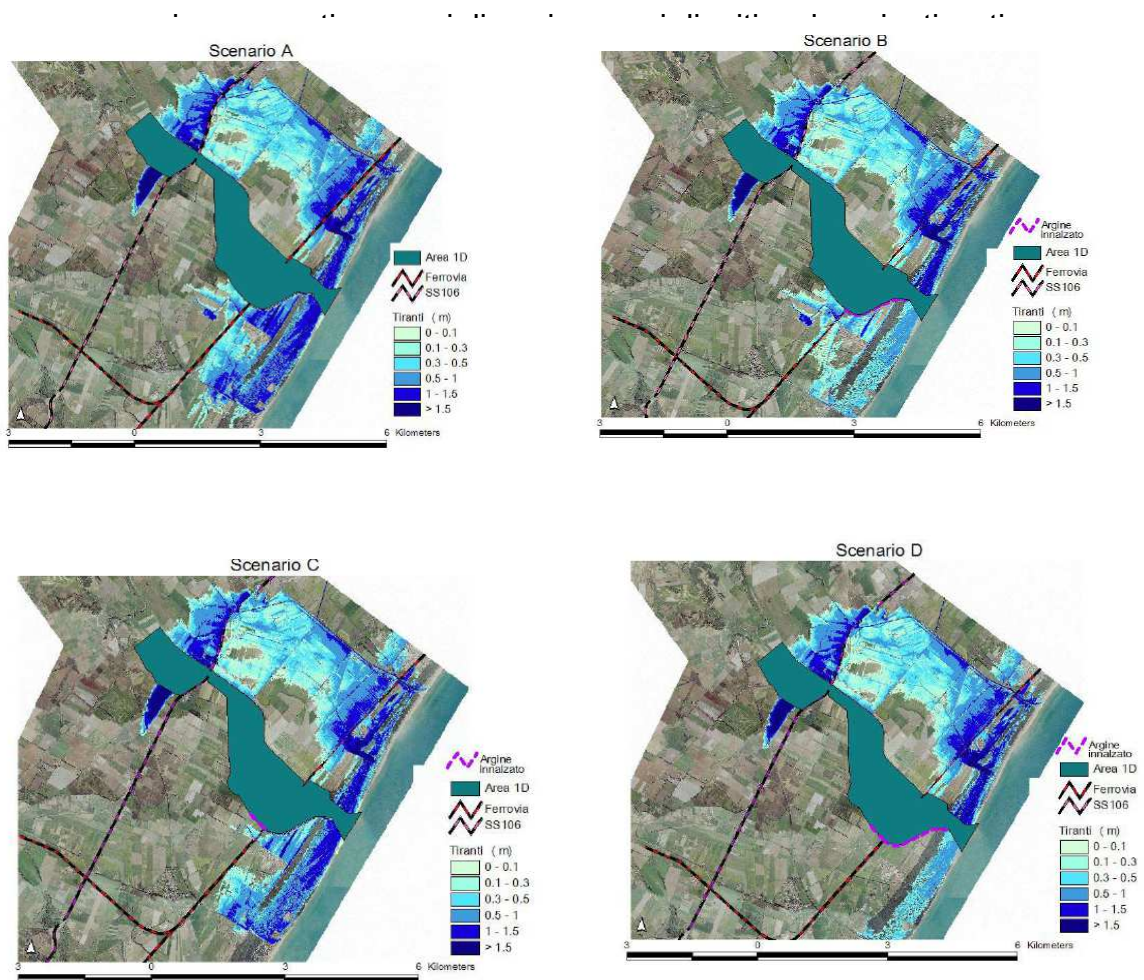 Scenario A
Area 1D
Ferrovia
SS106
Tiranti ( m)
0 - 0.1
0.1 - 0.3
0.3 - 0.5
0.5 - 1
1 - 1.5
> 1.5
3 0 3 6 Kilometers
Scenario B
Argine
innalzato
Area 1D
Ferrovia
SS106
Tiranti ( m)
0 - 0.1
0.1 - 0.3
0.3 - 0.5
0.5 - 1
1 - 1.5
> 1.5
3 0 3 6 Kilometers
Scenario C
Argine
innalzato
Area 1D
Ferrovia
SS106
Tiranti ( m)
0 - 0.1
0.1 - 0.3
0.3 - 0.5
0.5 - 1
1 - 1.5
> 1.5
3 0 3 6 Kilometers
Scenario D
Argine
innalzato
Area 1D
Ferrovia
SS106
Tiranti ( m)
0 - 0.1
0.1 - 0.3
0.3 - 0.5
0.5 - 1
1 - 1.5
> 1.5
3 0 3 6 Kilometers